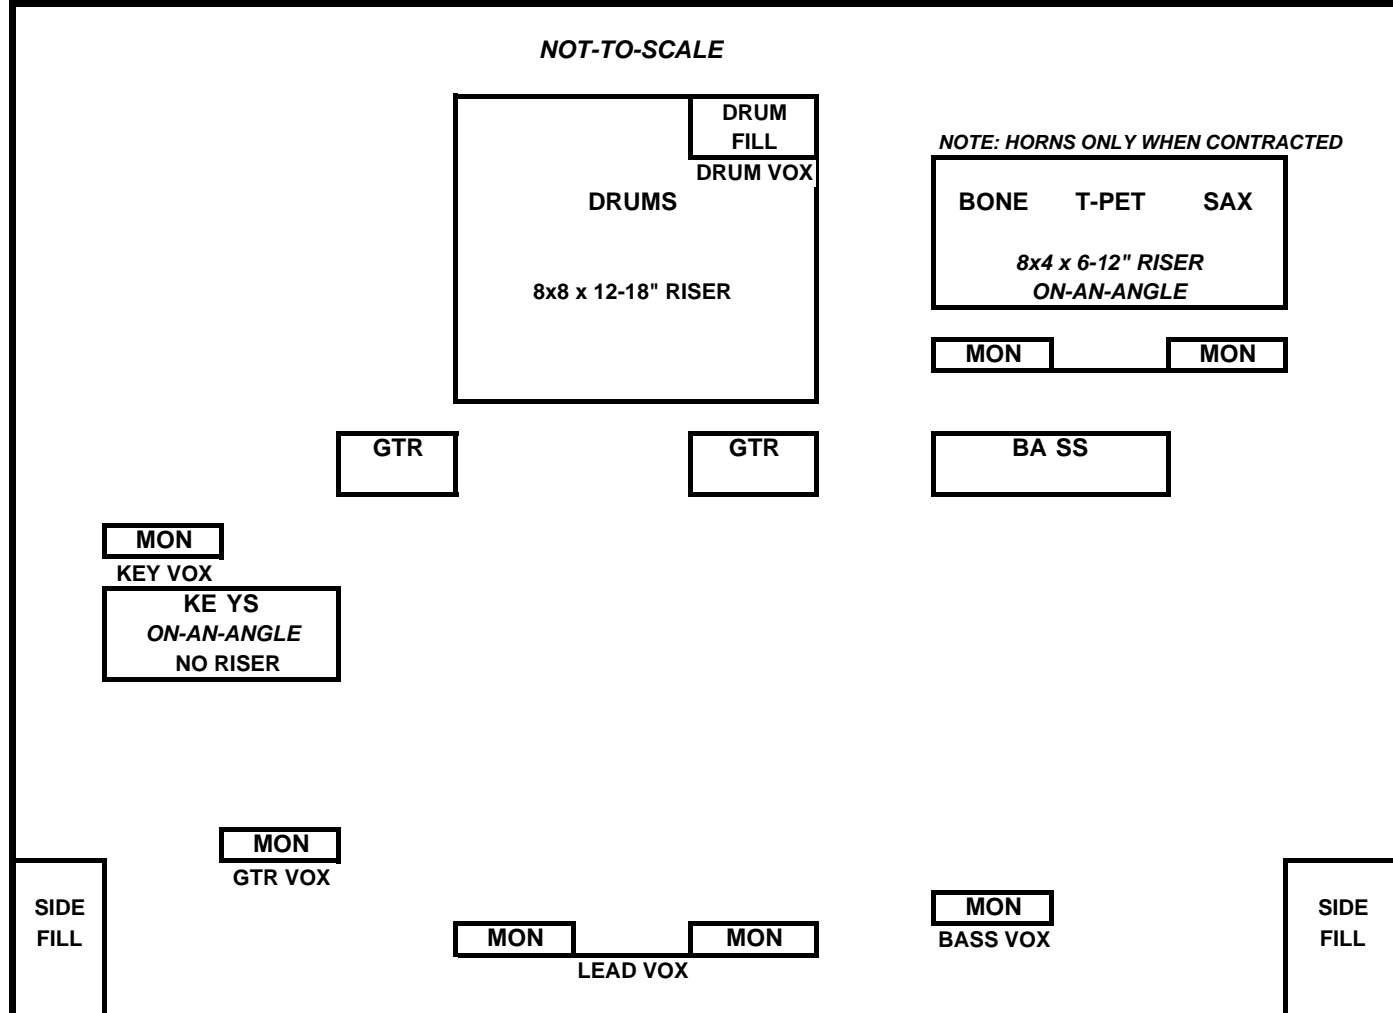 NOT-TO-SCALE
DRUM
FILL
DRUM VOX
DRUMS
8x8 x 12-18" RISER
NOTE: HORNS ONLY WHEN CONTRACTED
BONE T-PET SAX
8x4 x 6-12" RISER
ON-AN-ANGLE
MON MON
GTR GTR BA SS
MON
KEY VOX
KE YS
ON-AN-ANGLE
NO RISER
MON
GTR VOX
SIDE
FILL
MON MON
LEAD VOX
MON
BASS VOX
SIDE
FILL